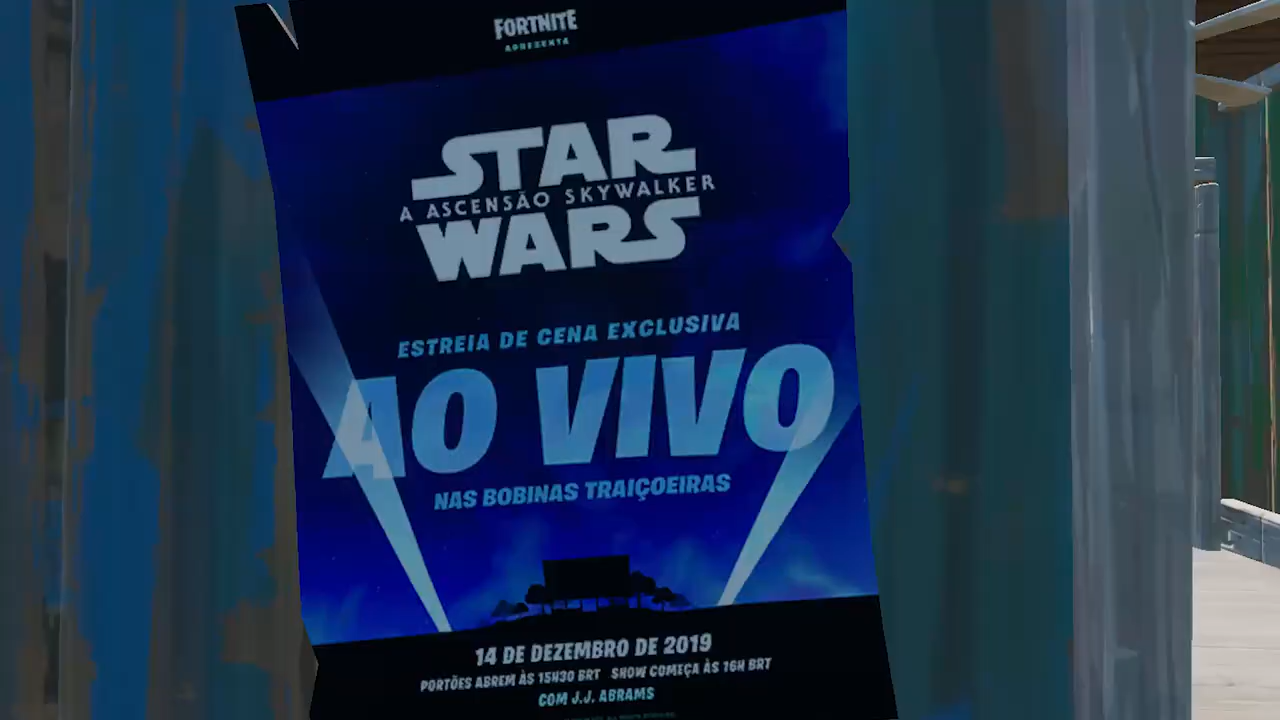 FORTNITE
APRESENTA
STAR
A ASCENSÃO SKYWALKER
WARS
ESTREIA DE CENA EXCLUSIVA
AO VIVO
NAS BOBINAS TRAIÇOEIRAS
14 DE DEZEMBRO DE 2019
PORTÕES ABREM ÀS 15H30 BRT SHOW COMEÇA ÀS 16H BRT
COM J.J. ABRAMS